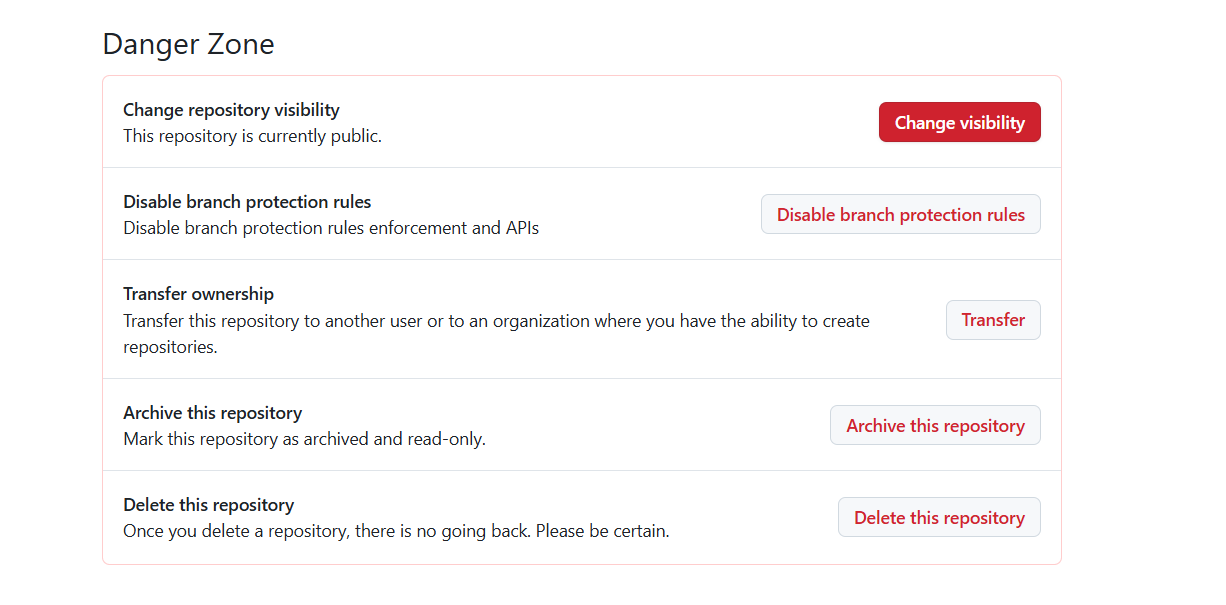 Danger Zone
Change repository visibility
This repository is currently public.
Change visibility
Disable branch protection rules
Disable branch protection rules enforcement and APIs
Disable branch protection rules
Transfer ownership
Transfer this repository to another user or to an organization where you have the ability to create
repositories.
Transfer
Archive this repository
Mark this repository as archived and read-only.
Archive this repository
Delete this repository
Once you delete a repository, there is no going back. Please be certain.
Delete this repository